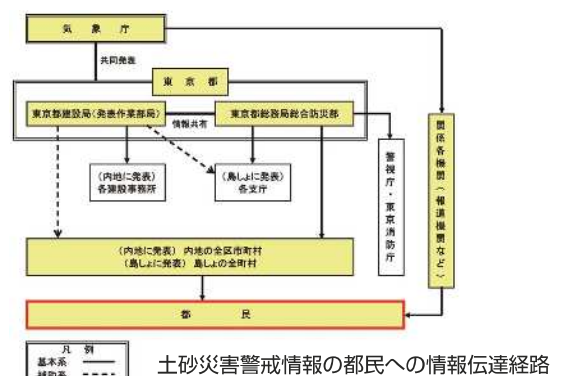 気象庁
共同発表
東京都
東京都建設局(発表作業部局)
情報共有
東京都総務局総合防災部
(内地に発表)
各建設事務所
(島しょに発表)
各支庁
警視庁・東京消防庁
関係各機関(報道機関など)
(内地に発表) 内地の全区市町村
(島しょに発表) 島しょの全町村
都民
凡例
基本系
補助系
土砂災害警戒情報の都民への情報伝達経路